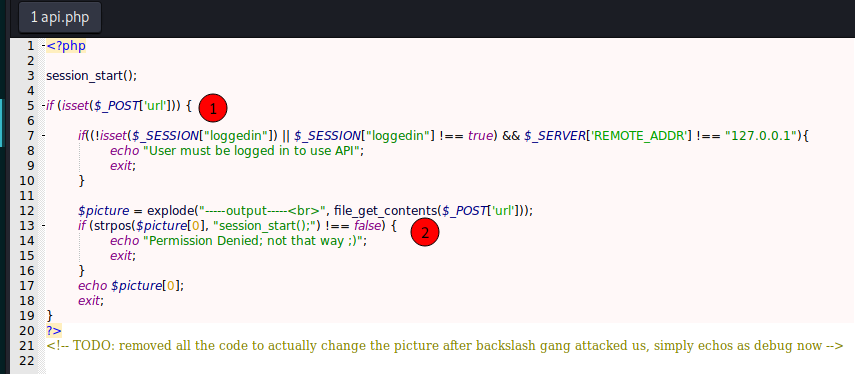 1 api.php
1 <?php
2
3 session_start();
4
5 if (isset($_POST['url'])) { 1
6
7 if((!isset($_SESSION["loggedin"]) || $_SESSION["loggedin"] !== true) && $_SERVER['REMOTE_ADDR'] !== "127.0.0.1"){
8 echo "User must be logged in to use API";
9 exit;
10 }
11
12 $picture = explode("-----output-----<br>", file_get_contents($_POST['url']));
13 if (strpos($picture[0], "session_start();") !== false) { 2
14 echo "Permission Denied; not that way ;)";
15 exit;
16 }
17 echo $picture[0];
18 exit;
19 }
20 ?>
21 <!-- TODO: removed all the code to actually change the picture after backslash gang attacked us, simply echos as debug now -->
22